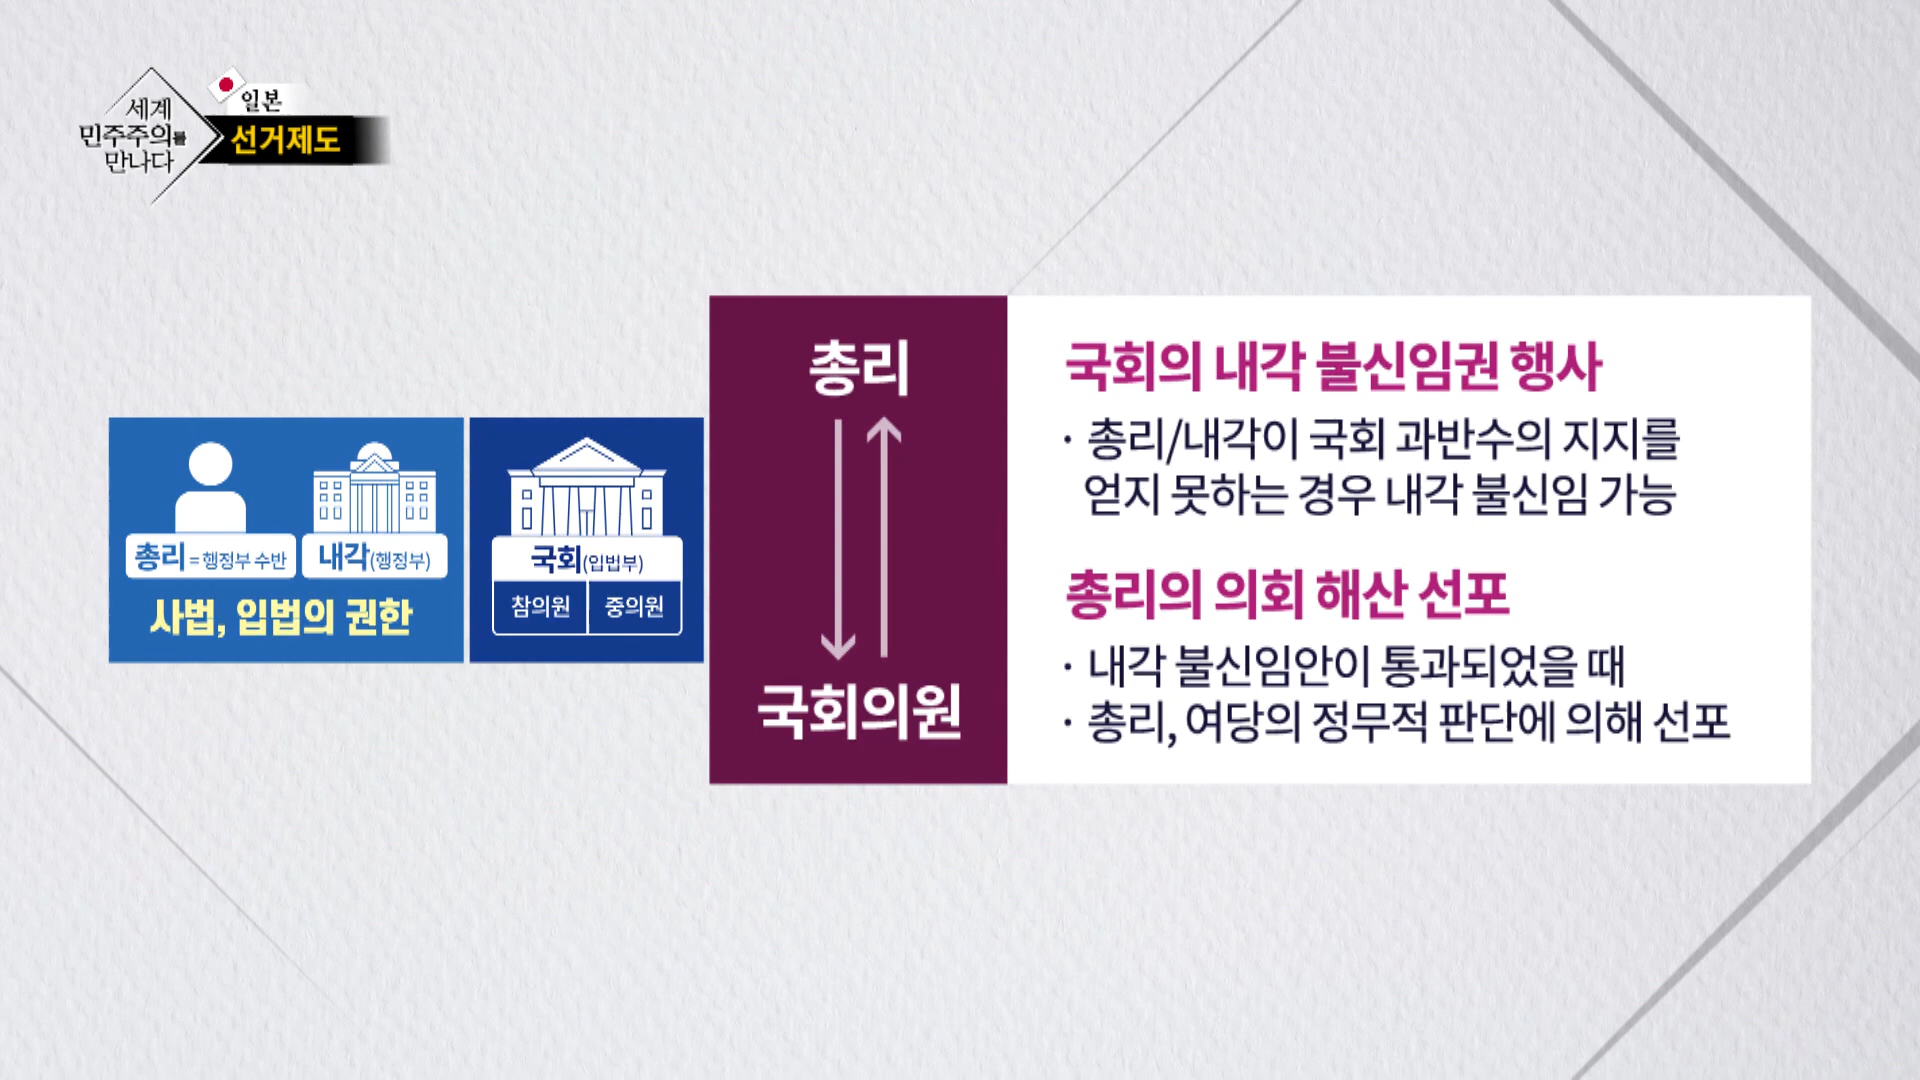 세계
민주주의를
만나다
일본
선거제도
총리 = 행정부 수반
내각(행정부)
사법, 입법의 권한
국회(입법부)
참의원
중의원
총리
국회의원
국회의 내각 불신임권 행사
· 총리/내각이 국회 과반수의 지지를
얻지 못하는 경우 내각 불신임 가능
총리의 의회 해산 선포
· 내각 불신임안이 통과되었을 때
· 총리, 여당의 정무적 판단에 의해 선포